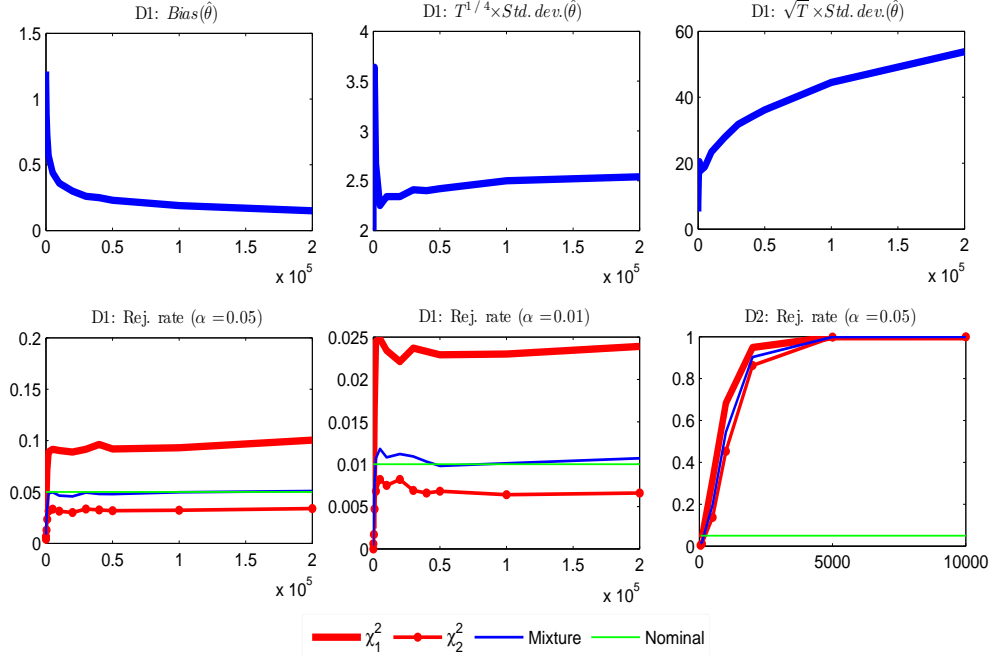 D1: Bias(θ̂)
1.5
1
0.5
0
0 0.5 1 1.5 2
x 10^5
D1: T^{1/4}×Std. dev.(θ̂)
4
3.5
3
2.5
2
0 0.5 1 1.5 2
x 10^5
D1: √T ×Std. dev.(θ̂)
60
40
20
0
0 0.5 1 1.5 2
x 10^5
D1: Rej. rate (α = 0.05)
0.2
0.15
0.1
0.05
0
0 0.5 1 1.5 2
x 10^5
D1: Rej. rate (α = 0.01)
0.025
0.02
0.015
0.01
0.005
0
0 0.5 1 1.5 2
x 10^5
D2: Rej. rate (α = 0.05)
1
0.8
0.6
0.4
0.2
0
0 5000 10000
χ₁² χ₂² Mixture Nominal